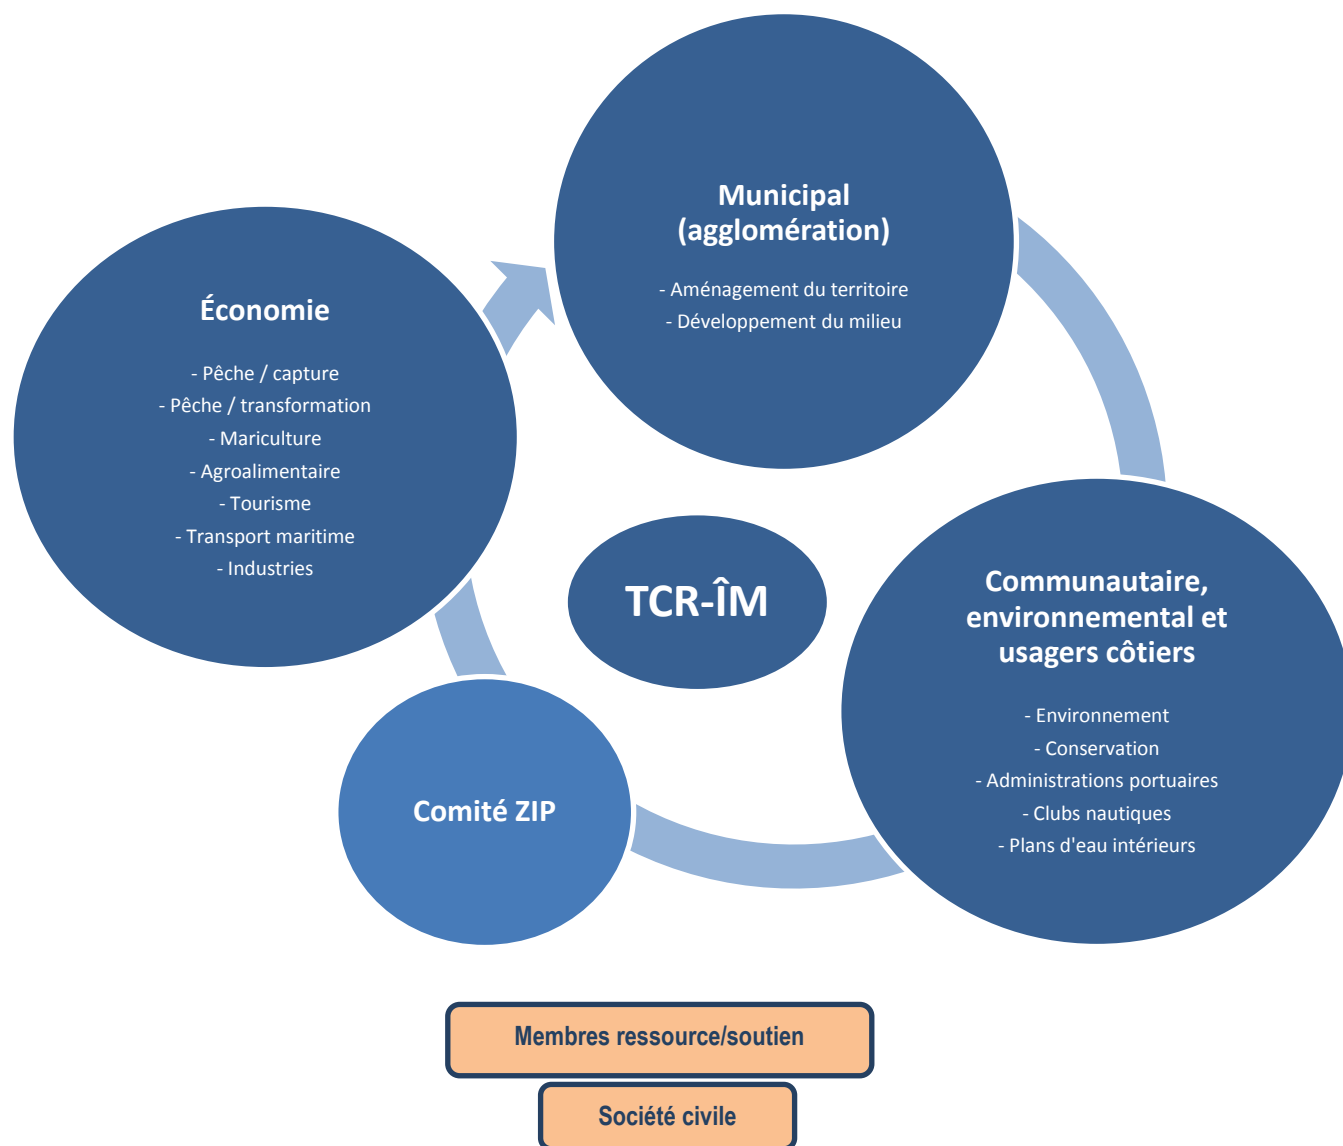 Municipal
(agglomération)
- Aménagement du territoire
- Développement du milieu
Économie
- Pêche / capture
- Pêche / transformation
- Mariculture
- Agroalimentaire
- Tourisme
- Transport maritime
- Industries
TCR-ÎM
Communautaire,
environnemental et
usagers côtiers
- Environnement
- Conservation
- Administrations portuaires
- Clubs nautiques
- Plans d'eau intérieurs
Comité ZIP
Membres ressource/soutien
Société civile